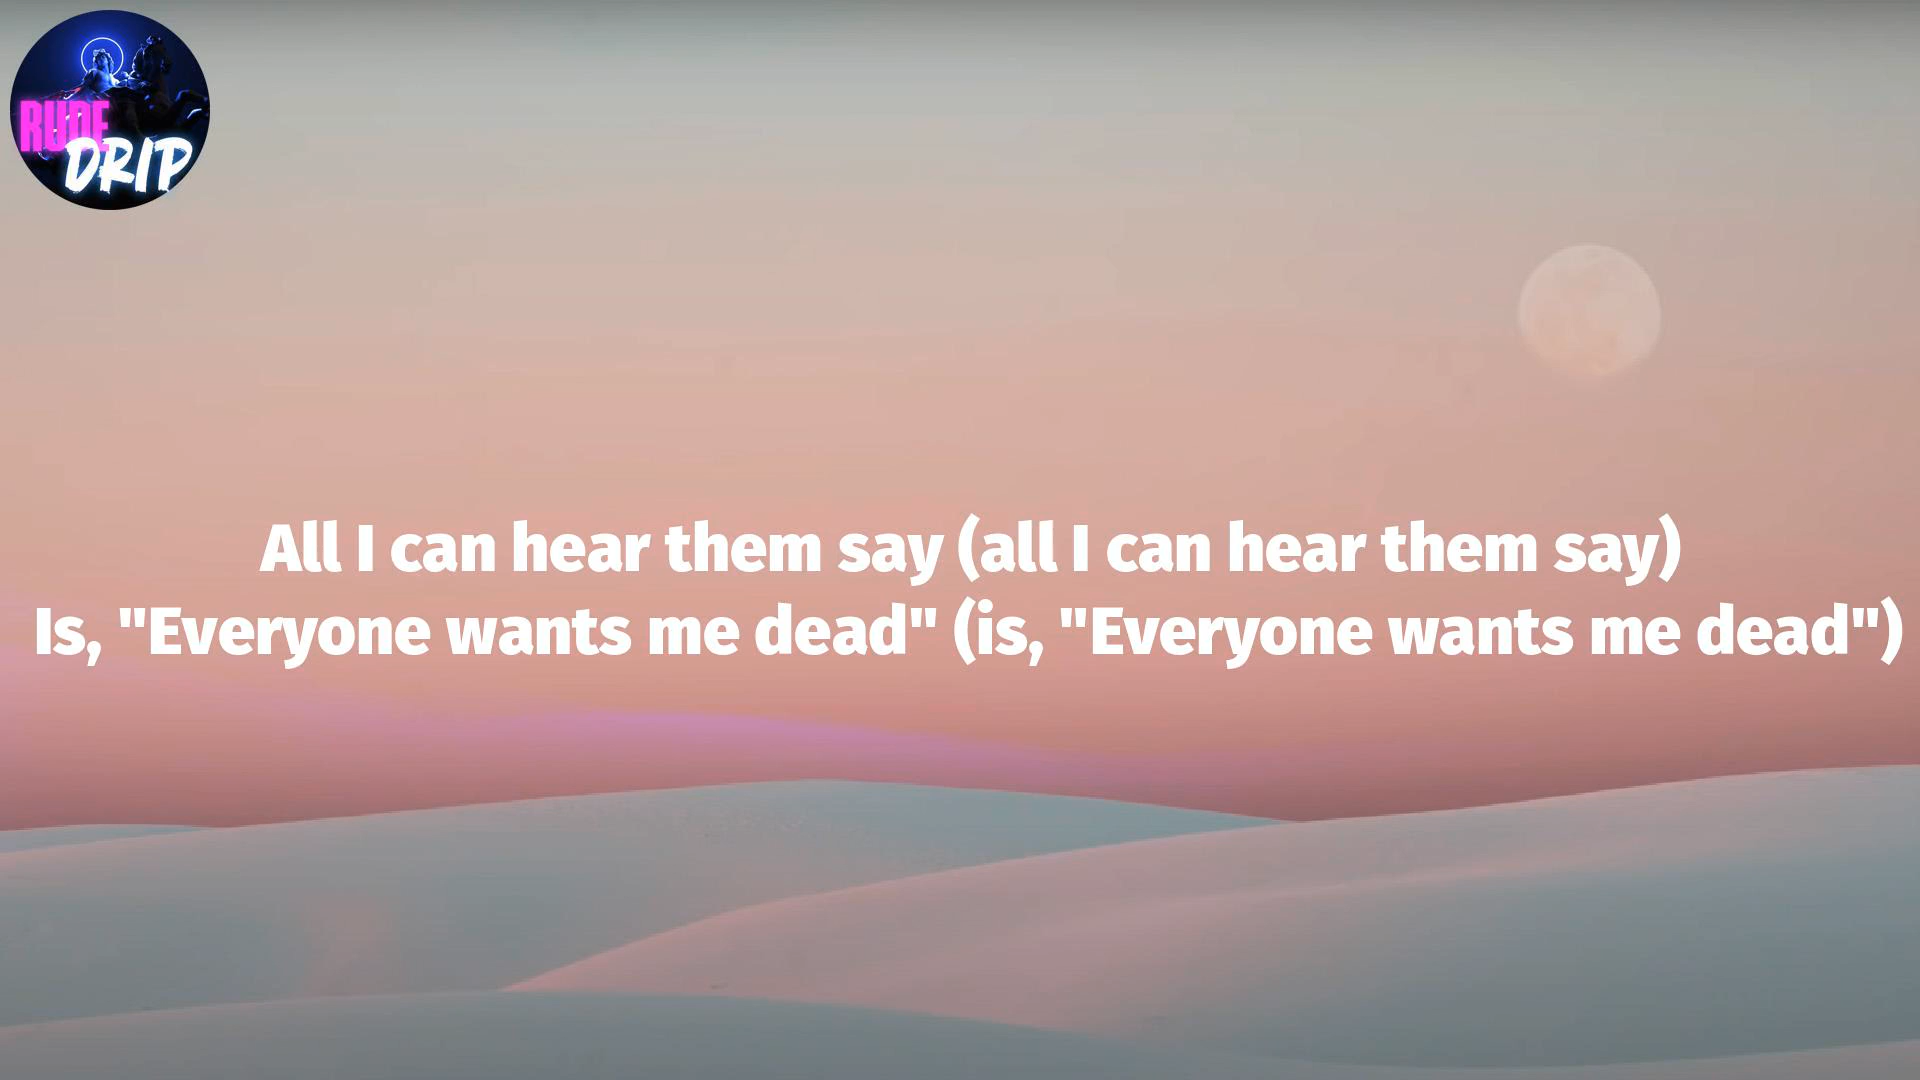 RUDE
DRIP
All I can hear them say (all I can hear them say)
Is, "Everyone wants me dead" (is, "Everyone wants me dead")